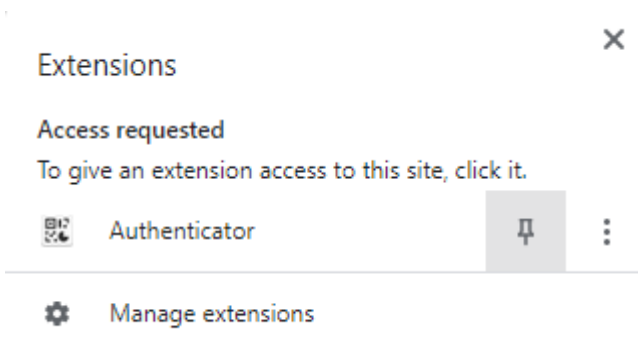 Extensions
Access requested
To give an extension access to this site, click it.
Authenticator
Manage extensions